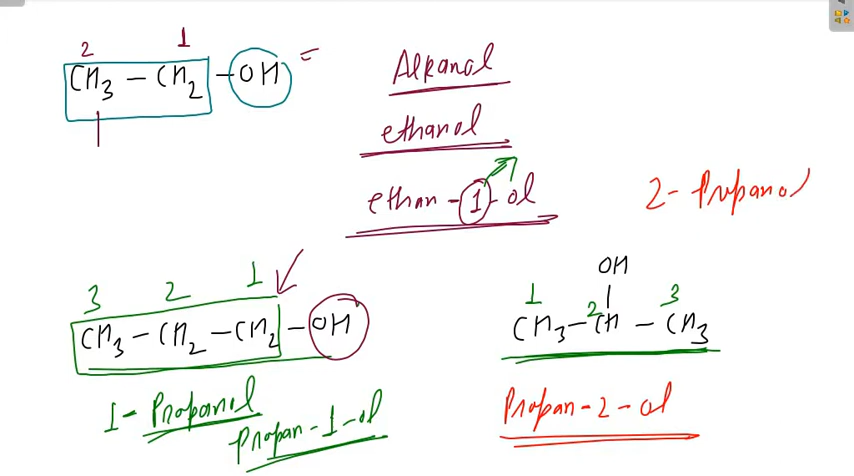 2 1
CH3 - CH2 - OH =
Alkanol
ethanol
ethan - 1 - ol
2 - Propanol
3 2 1
CH3 - CH2 - CH2 - OH
1 - Propanol
Propan - 1 - ol
OH
1 2 3
CH3 - CH - CH3
Propan - 2 - ol